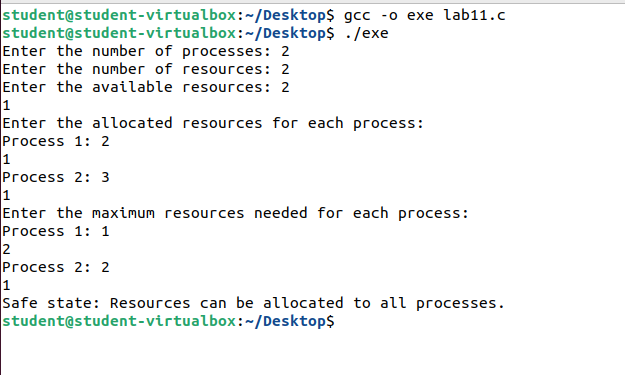 student@student-virtualbox:~/Desktop$ gcc -o exe lab11.c
student@student-virtualbox:~/Desktop$ ./exe
Enter the number of processes: 2
Enter the number of resources: 2
Enter the available resources: 2
1
Enter the allocated resources for each process:
Process 1: 2
1
Process 2: 3
1
Enter the maximum resources needed for each process:
Process 1: 1
2
Process 2: 2
1
Safe state: Resources can be allocated to all processes.
student@student-virtualbox:~/Desktop$